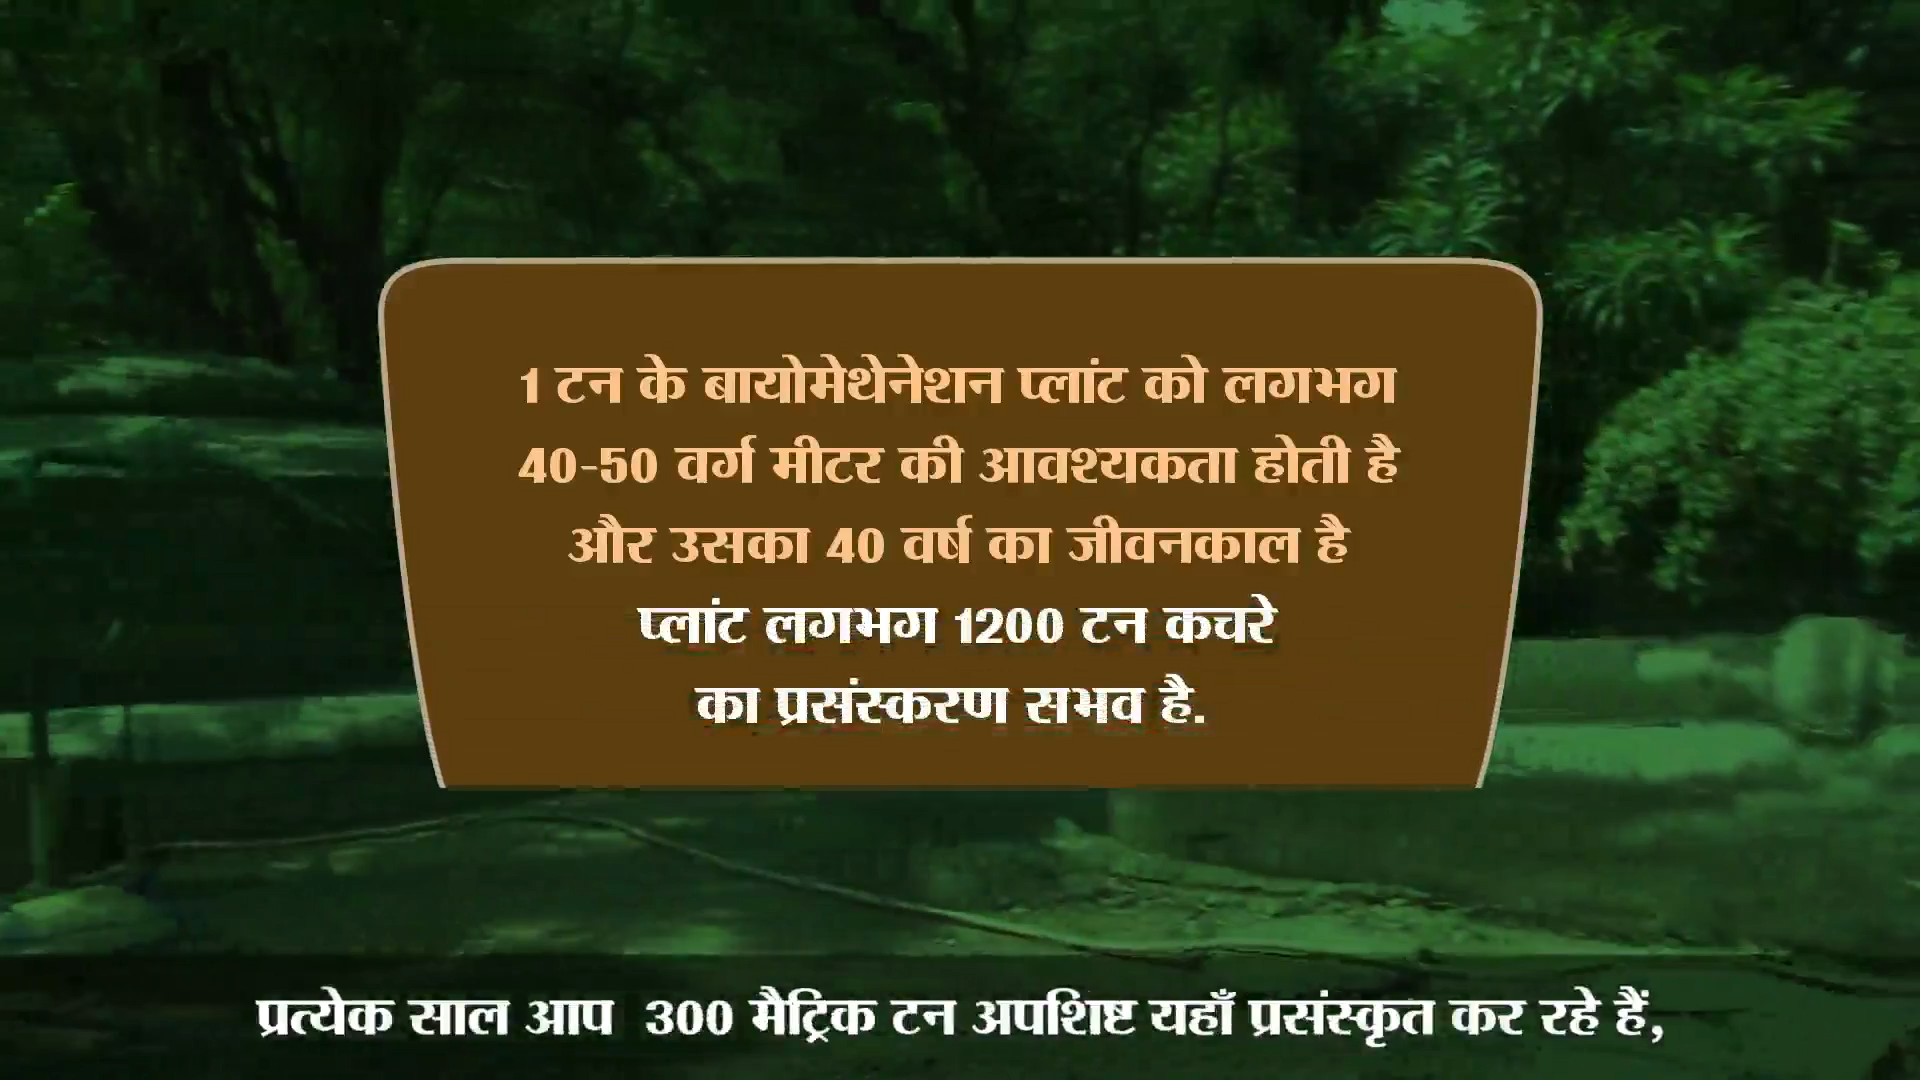 1 टन के बायोमेथेनेशन प्लांट को लगभग
40-50 वर्ग मीटर की आवश्यकता होती है
और उसका 40 वर्ष का जीवनकाल है
प्लांट लगभग 1200 टन कचरे
का प्रसंस्करण सभव है.
प्रत्येक साल आप 300 मैट्रिक टन अपशिष्ट यहाँ प्रसंस्कृत कर रहे हैं,